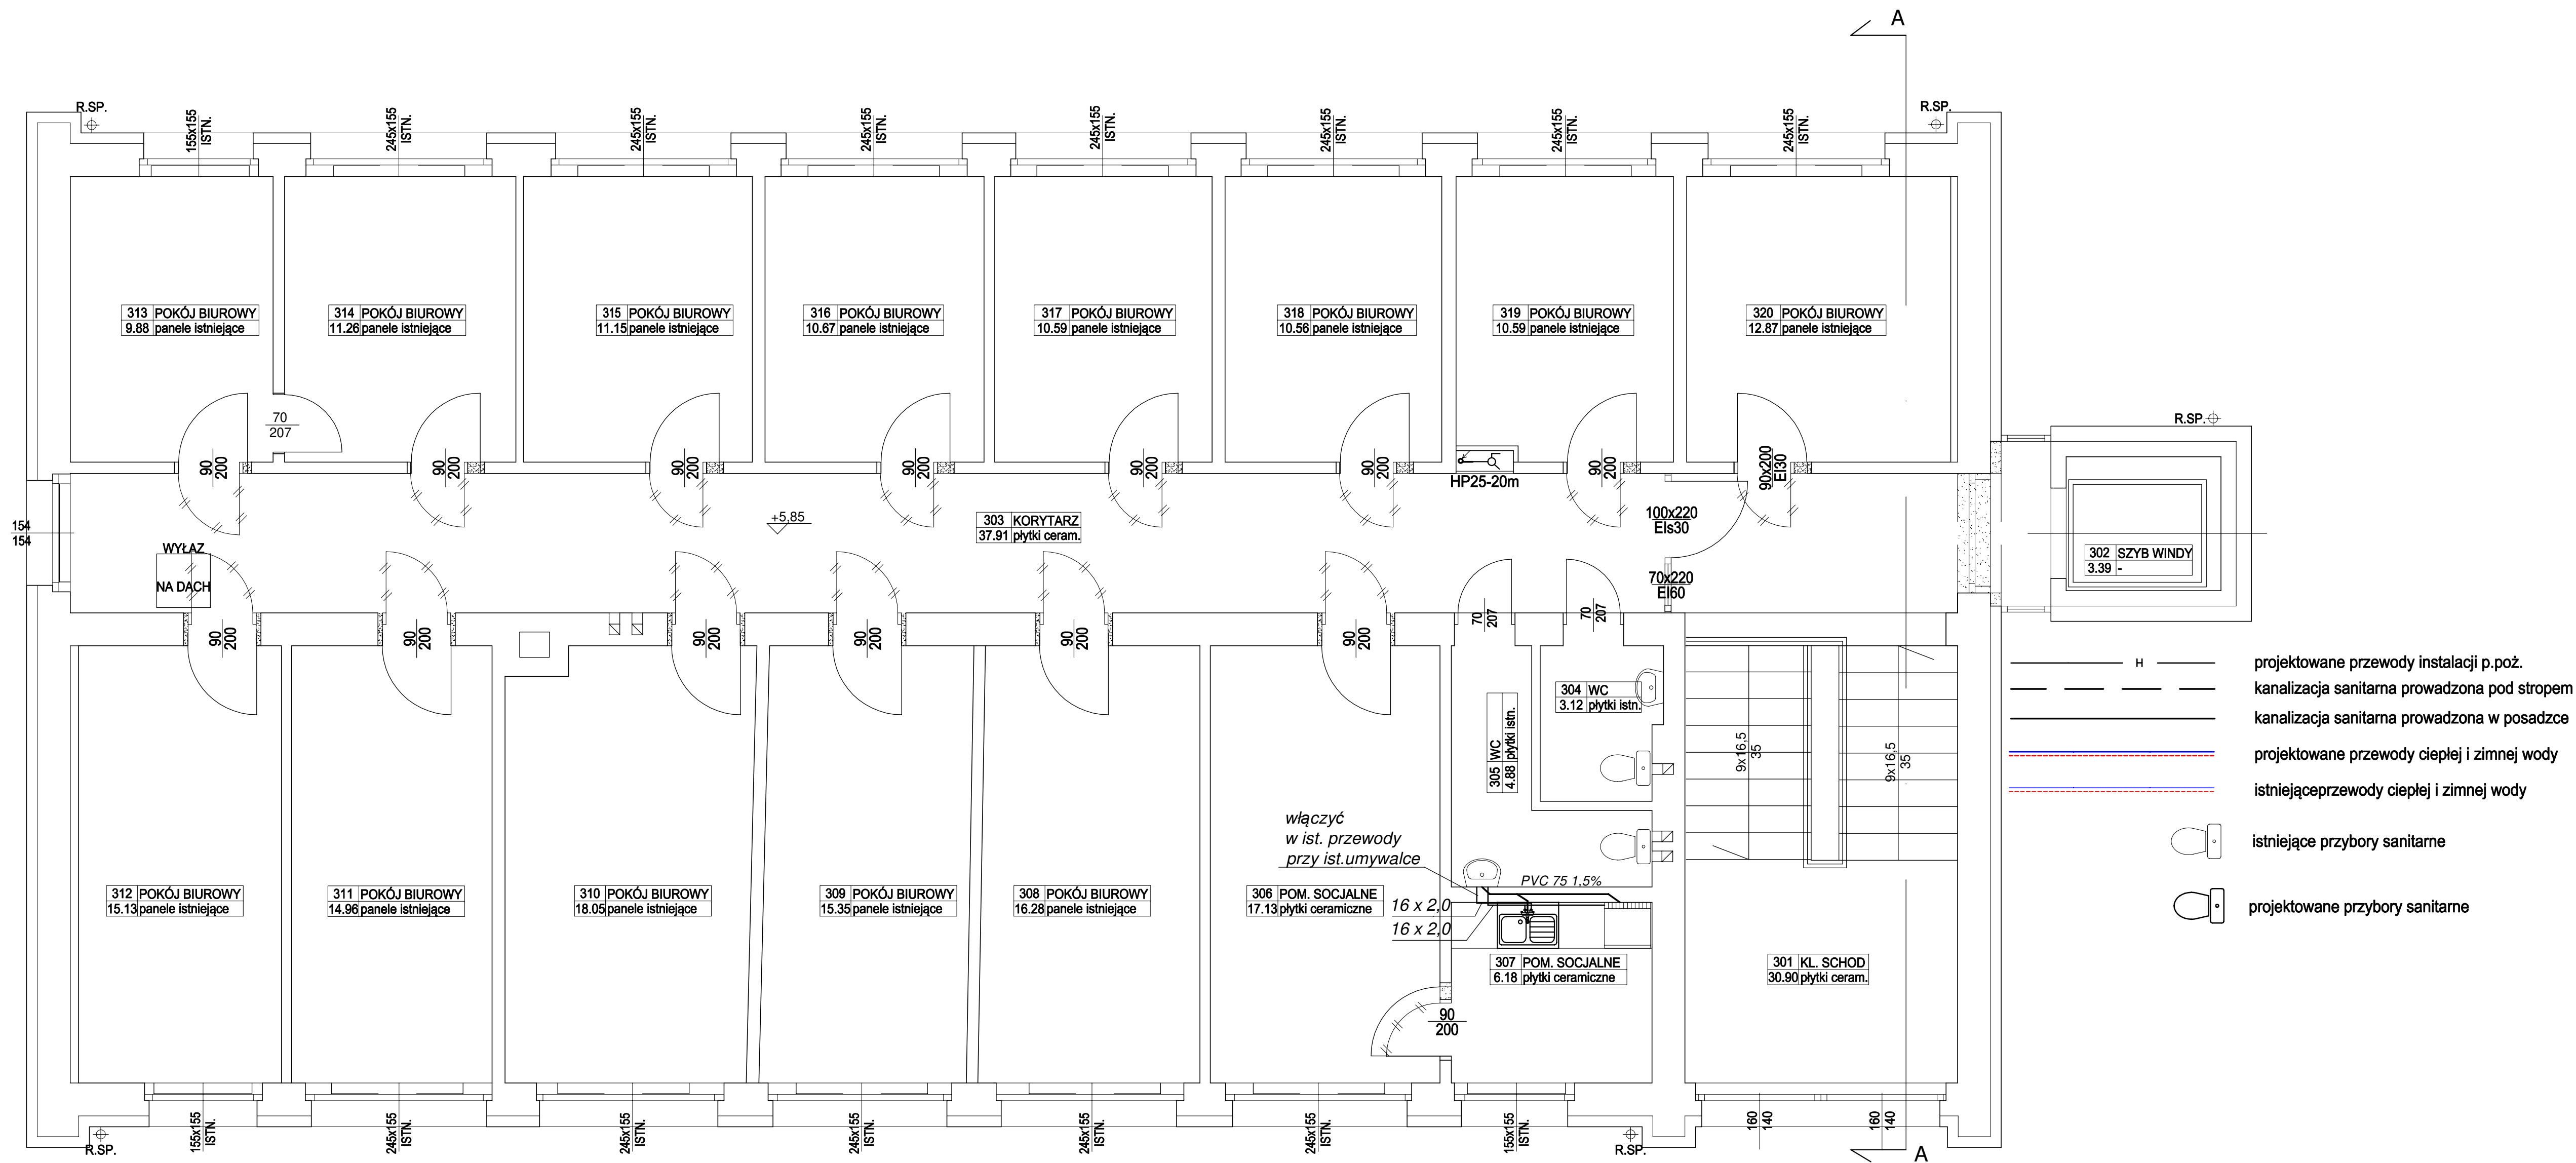 A
R.SP.
155x155
ISTN.
245x155
ISTN.
245x155
ISTN.
245x155
ISTN.
245x155
ISTN.
245x155
ISTN.
245x155
ISTN.
245x155
ISTN.
R.SP.
313 POKÓJ BIUROWY
9.88 panele istniejące
314 POKÓJ BIUROWY
11.26 panele istniejące
315 POKÓJ BIUROWY
11.15 panele istniejące
316 POKÓJ BIUROWY
10.67 panele istniejące
317 POKÓJ BIUROWY
10.59 panele istniejące
318 POKÓJ BIUROWY
10.56 panele istniejące
319 POKÓJ BIUROWY
10.59 panele istniejące
320 POKÓJ BIUROWY
12.87 panele istniejące
70
207
R.SP.
90
200
90
200
90
200
90
200
90
200
90
200
90
200
90x200
EI30
HP25-20m
154
154
+5,85
303 KORYTARZ
37.91 płytki ceram.
100x220
EIs30
WYŁAZ
NA DACH
70x220
EI60
302 SZYB WINDY
3.39 -
90
200
90
200
90
200
90
200
90
200
90
200
70
207
70
207
304 WC
3.12 płytki istn.
305 WC
4.88 płytki istn.
9x16,5
35
9x16,5
35
H
projektowane przewody instalacji p.poż.
kanalizacja sanitarna prowadzona pod stropem
kanalizacja sanitarna prowadzona w posadzce
projektowane przewody ciepłej i zimnej wody
istniejąceprzewody ciepłej i zimnej wody
istniejące przybory sanitarne
projektowane przybory sanitarne
włączyć
w ist. przewody
przy ist.umywalce
PVC 75 1,5%
16 x 2,0
16 x 2,0
312 POKÓJ BIUROWY
15.13 panele istniejące
311 POKÓJ BIUROWY
14.96 panele istniejące
310 POKÓJ BIUROWY
18.05 panele istniejące
309 POKÓJ BIUROWY
15.35 panele istniejące
308 POKÓJ BIUROWY
16.28 panele istniejące
306 POM. SOCJALNE
17.13 płytki ceramiczne
307 POM. SOCJALNE
6.18 płytki ceramiczne
301 KL. SCHOD
30.90 płytki ceram.
90
200
R.SP.
155x155
ISTN.
245x155
ISTN.
245x155
ISTN.
245x155
ISTN.
245x155
ISTN.
245x155
ISTN.
155x155
ISTN.
R.SP.
160
140
160
140
A